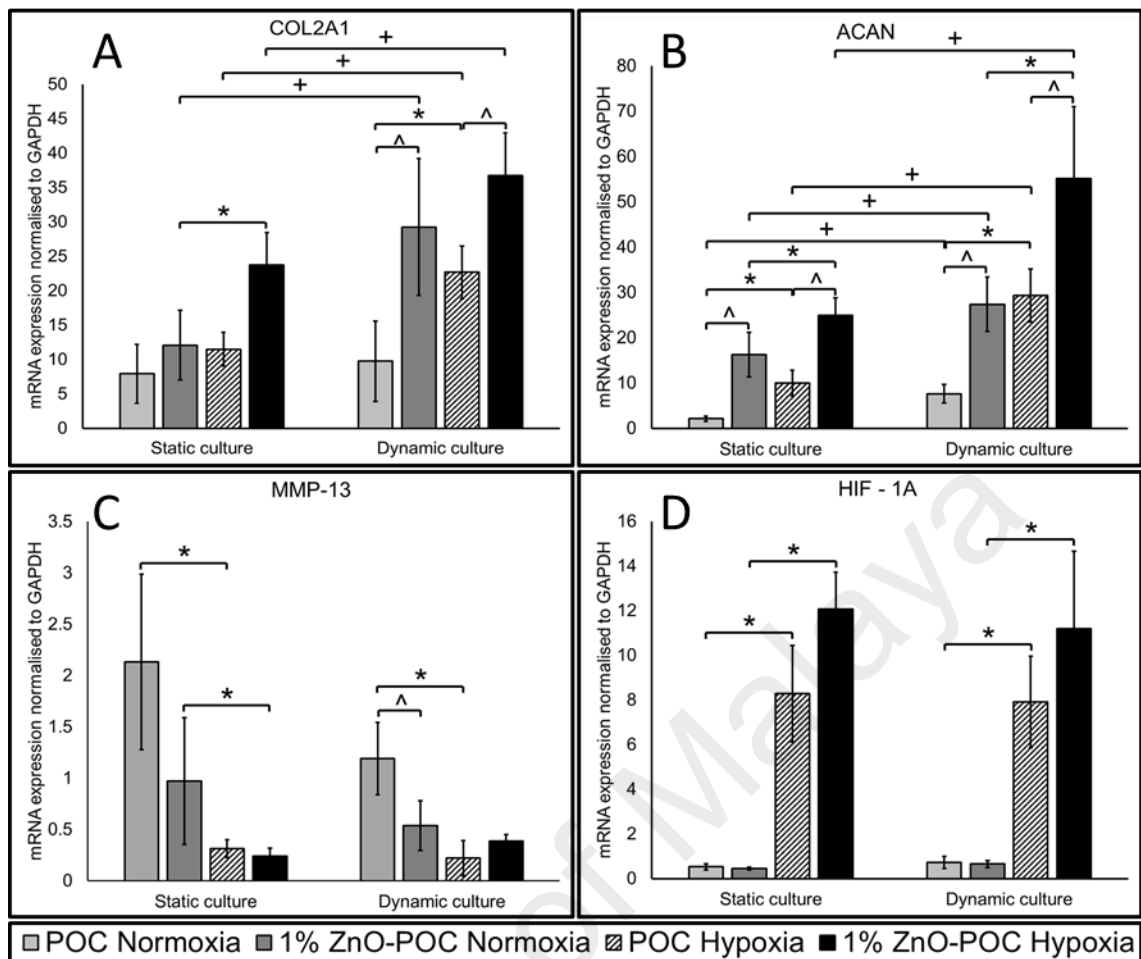 A
COL2A1
mRNA expression normalised to GAPDH
50
45
40
35
30
25
20
15
10
5
0
+
+
+
*
^
*
^
Static culture
Dynamic culture
B
ACAN
mRNA expression normalised to GAPDH
80
70
60
50
40
30
20
10
0
+
*
^
+
+
+
*
*
*
^
^
^
Static culture
Dynamic culture
C
MMP-13
mRNA expression normalised to GAPDH
3.5
3
2.5
2
1.5
1
0.5
0
*
*
*
^
Static culture
Dynamic culture
D
HIF - 1A
mRNA expression normalised to GAPDH
16
14
12
10
8
6
4
2
0
*
*
*
*
Static culture
Dynamic culture
POC Normoxia
1% ZnO-POC Normoxia
POC Hypoxia
1% ZnO-POC Hypoxia
of Malaya